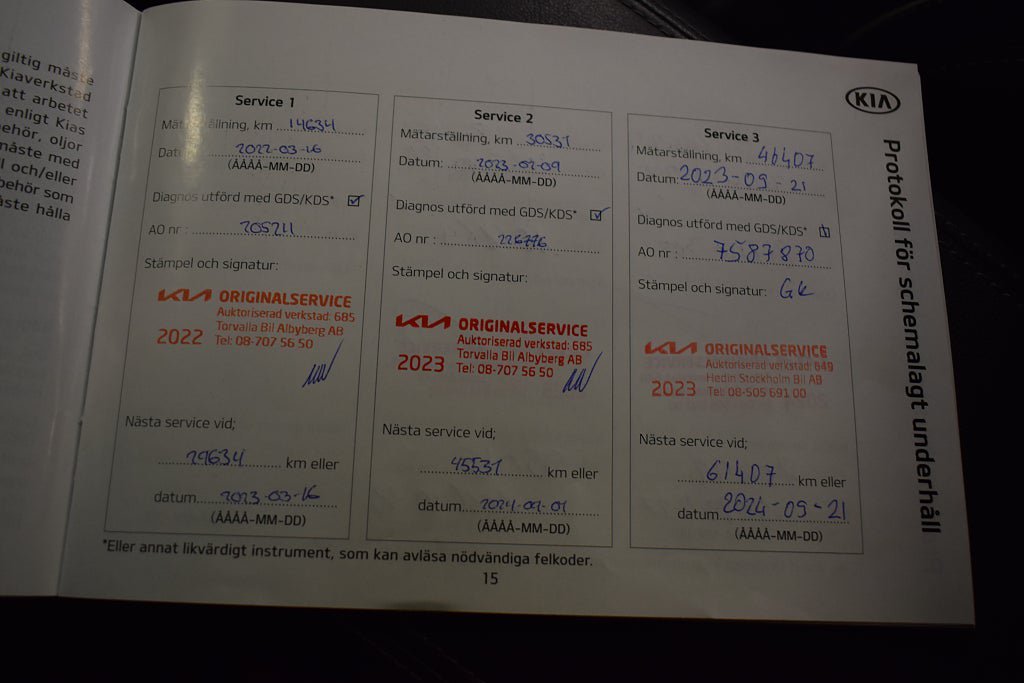 giltig måste
Kiaverkstad
att arbetet
enligt Kias
behör, oljor
måste med
och/eller
behör som
hålla
KIA
Protokoll för schemalagt underhåll
Service 1
Mätarställning, km 14634
Datum: 2022-03-16
(ÅÅÅÅ-MM-DD)
Diagnos utförd med GDS/KDS*
AO nr : 205211
Stämpel och signatur:
KIA ORIGINALSERVICE
Auktoriserad verkstad: 685
Torvalla Bil Albyberg AB
2022 Tel: 08-707 56 50
Nästa service vid;
29634 km eller
datum 2023-03-16
(ÅÅÅÅ-MM-DD)
Service 2
Mätarställning, km 30531
Datum: 2023-02-09
(ÅÅÅÅ-MM-DD)
Diagnos utförd med GDS/KDS*
AO nr : 226776
Stämpel och signatur:
KIA ORIGINALSERVICE
Auktoriserad verkstad: 685
Torvalla Bil Albyberg AB
2023 Tel: 08-707 56 50
Nästa service vid;
45531 km eller
datum
(ÅÅÅÅ-MM-DD)
Service 3
Mätarställning, km 46407
Datum: 2023-09-21
(ÅÅÅÅ-MM-DD)
Diagnos utförd med GDS/KDS*
AO nr : 7587870
Stämpel och signatur: GK
KIA ORIGINALSERVICE
Auktoriserad verkstad: 849
Hedin Stockholm Bil AB
2023 Tel: 08-505 691 00
Nästa service vid;
61407 km eller
datum 2024-09-21
(ÅÅÅÅ-MM-DD)
*Eller annat likvärdigt instrument, som kan avläsa nödvändiga felkoder.
15